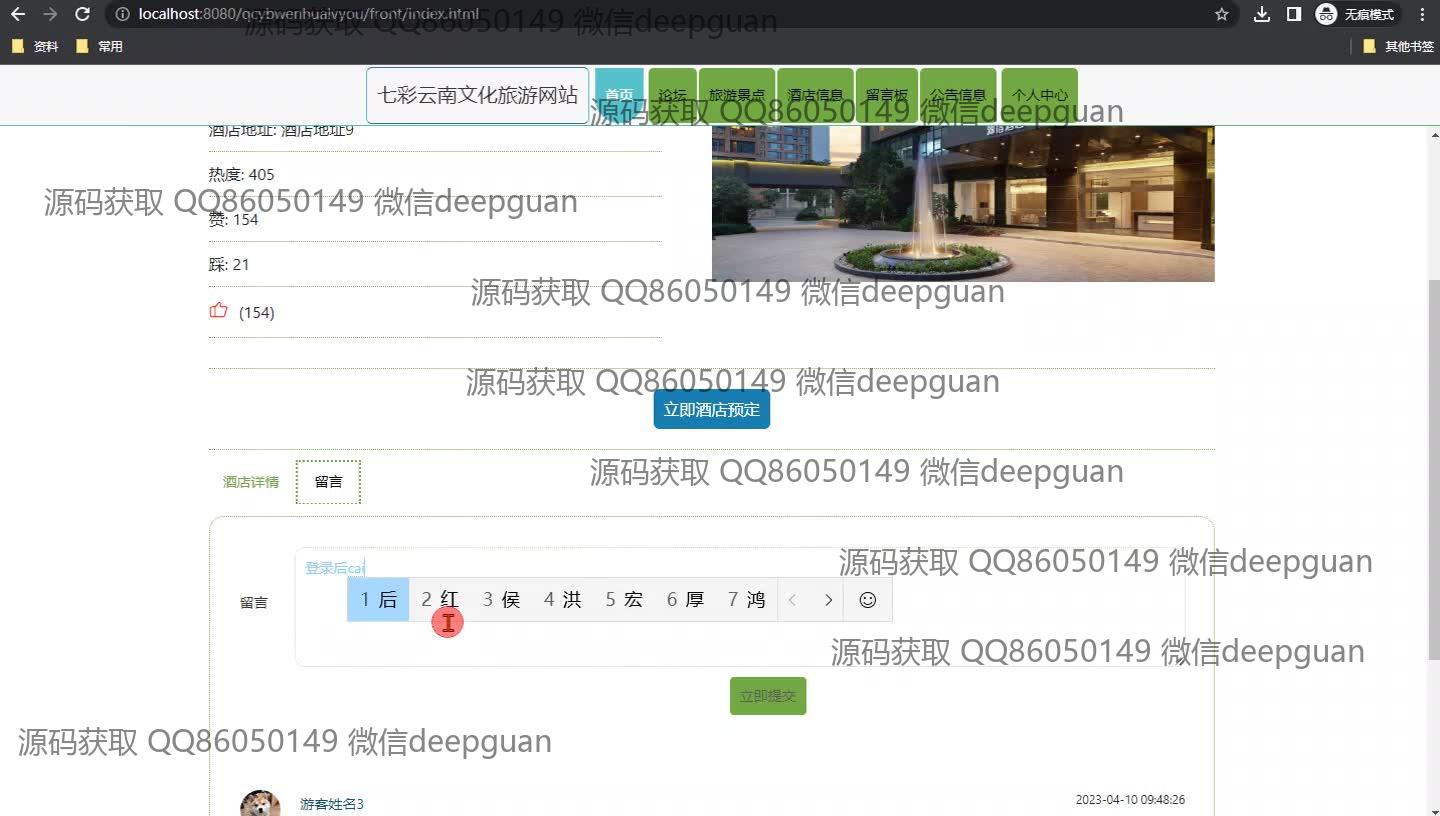 localhost:8080/qcybwenhualvyou/front/index.html
无痕模式
资料
常用
其他书签
源码获取 QQ86050149 微信deepguan
七彩云南文化旅游网站
首页
论坛
旅游景点
酒店信息
留言板
公告信息
个人中心
源码获取 QQ86050149 微信deepguan
酒店地址: 酒店地址9
热度: 405
源码获取 QQ86050149 微信deepguan
赞: 154
踩: 21
源码获取 QQ86050149 微信deepguan
(154)
源码获取 QQ86050149 微信deepguan
立即酒店预定
源码获取 QQ86050149 微信deepguan
酒店详情
留言
源码获取 QQ86050149 微信deepguan
登录后cai
留言
1 后 2 红 3 侯 4 洪 5 宏 6 厚 7 鸿
源码获取 QQ86050149 微信deepguan
立即提交
源码获取 QQ86050149 微信deepguan
游客姓名3
2023-04-10 09:48:26